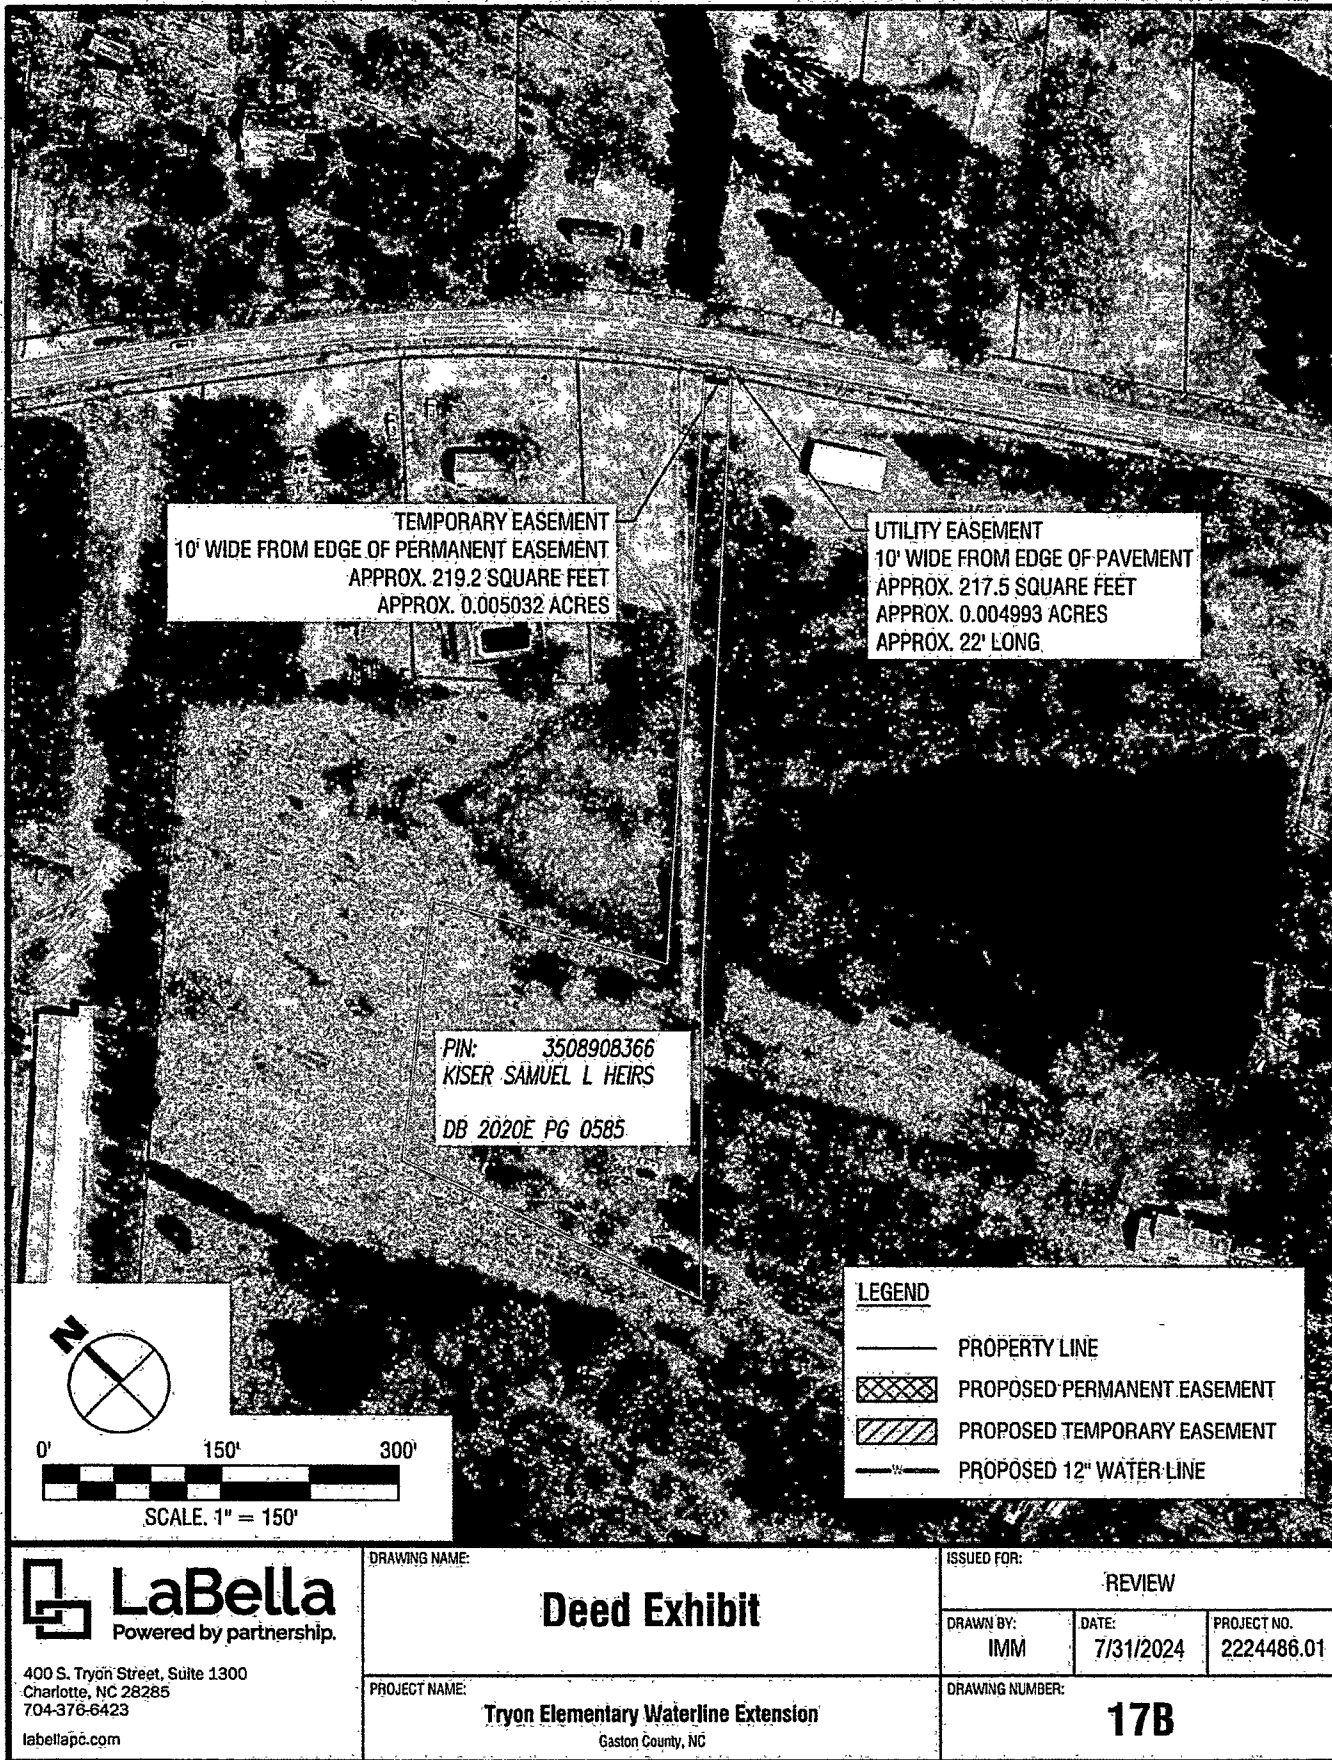 TEMPORARY EASEMENT
10' WIDE FROM EDGE OF PERMANENT EASEMENT
APPROX. 219.2 SQUARE FEET
APPROX. 0.005032 ACRES
UTILITY EASEMENT
10' WIDE FROM EDGE OF PAVEMENT
APPROX. 217.5 SQUARE FEET
APPROX. 0.004993 ACRES
APPROX. 22' LONG
PIN: 3508908366
KISER SAMUEL L HEIRS
DB 2020E PG 0585
N
0' 150' 300'
SCALE. 1" = 150'
LEGEND
PROPERTY LINE
PROPOSED PERMANENT EASEMENT
PROPOSED TEMPORARY EASEMENT
W PROPOSED 12" WATER LINE
LaBella
Powered by partnership.
400 S. Tryon Street, Suite 1300
Charlotte, NC 28285
704-376-6423
labellapc.com
DRAWING NAME:
Deed Exhibit
PROJECT NAME:
Tryon Elementary Waterline Extension
Gaston County, NC
ISSUED FOR:
REVIEW
DRAWN BY:
IMM
DATE:
7/31/2024
PROJECT NO.
2224486.01
DRAWING NUMBER:
17B